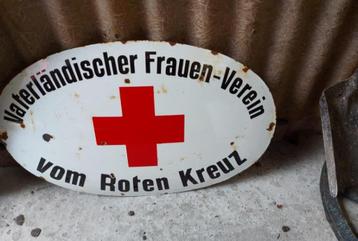 Vaterländischer Frauen-Verein
vom Roten Kreuz